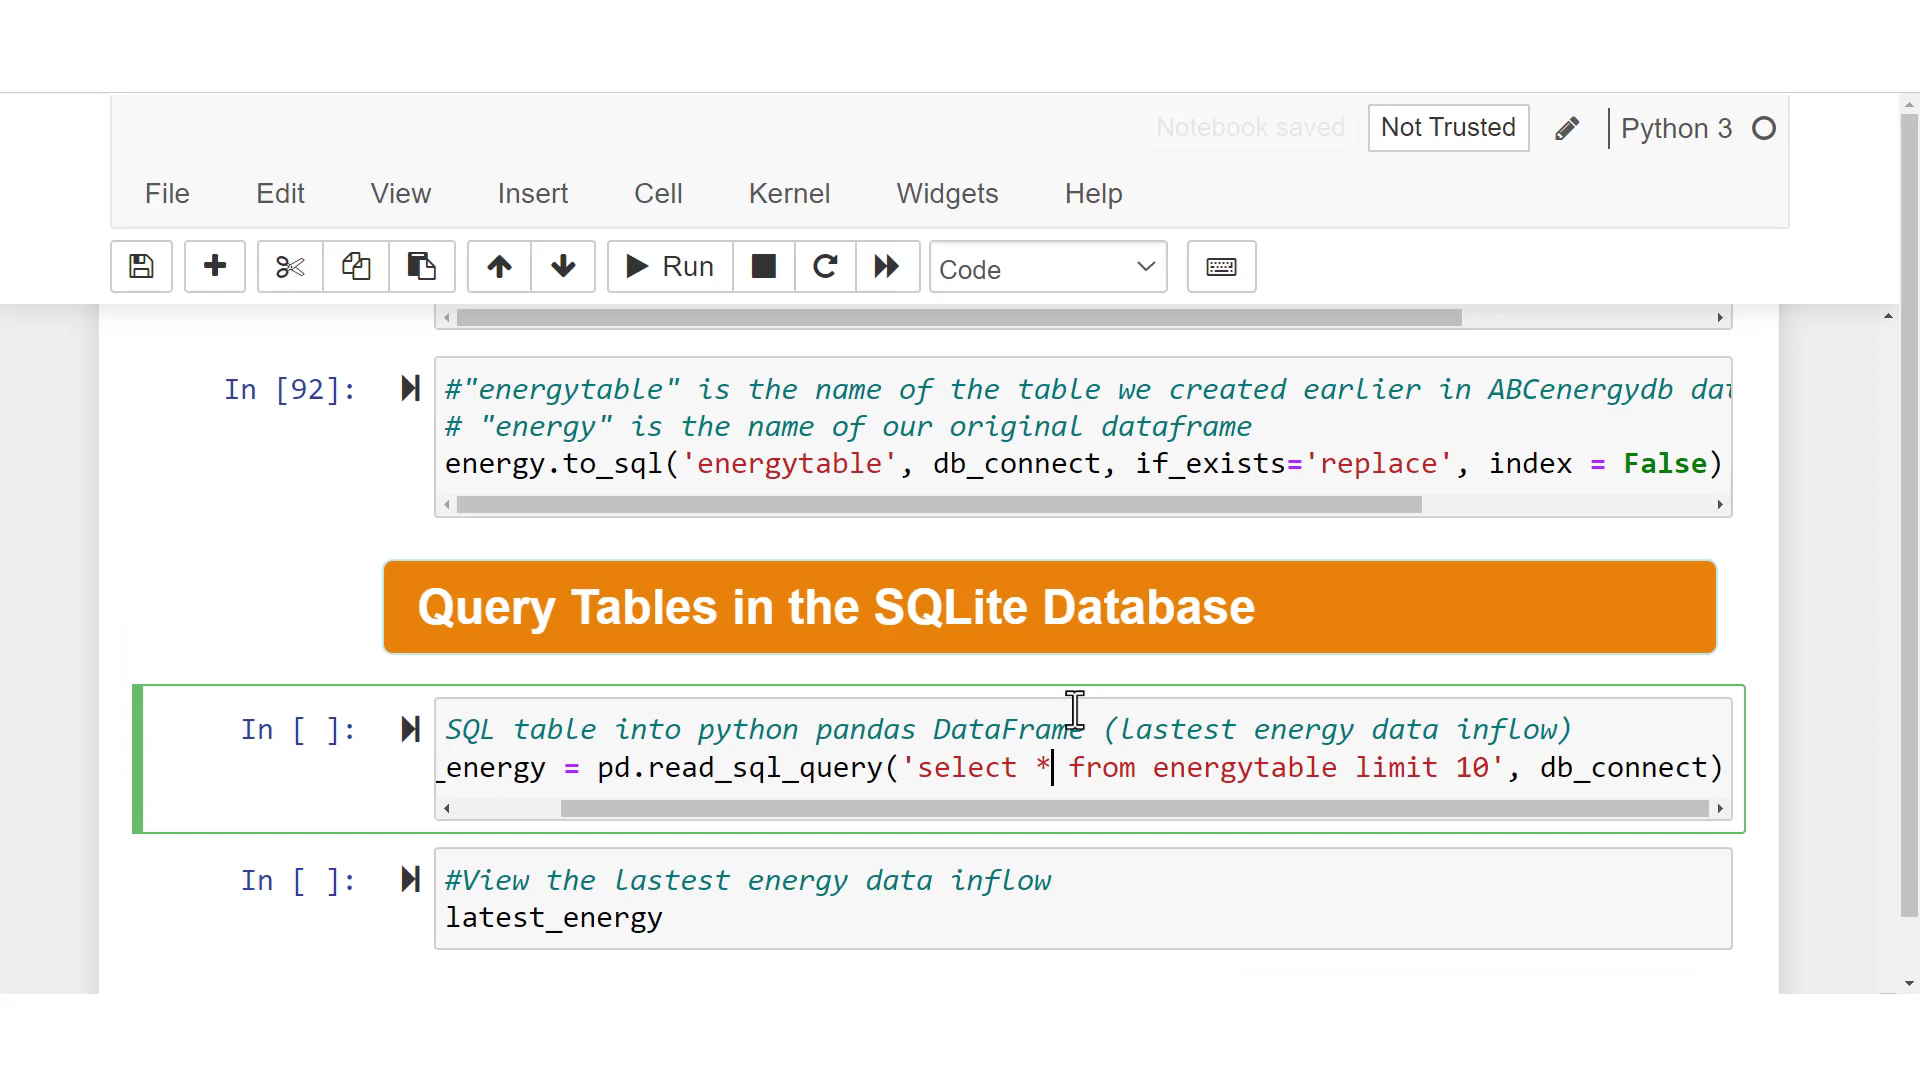 Notebook saved Not Trusted Python 3
File Edit View Insert Cell Kernel Widgets Help
Run Code
In [92]: #"energytable" is the name of the table we created earlier in ABCenergydb
# "energy" is the name of our original dataframe
energy.to_sql('energytable', db_connect, if_exists='replace', index = False)
Query Tables in the SQLite Database
In [ ]: SQL table into python pandas DataFrame (lastest energy data inflow)
_energy = pd.read_sql_query('select * from energytable limit 10', db_connect)
In [ ]: #View the lastest energy data inflow
latest_energy